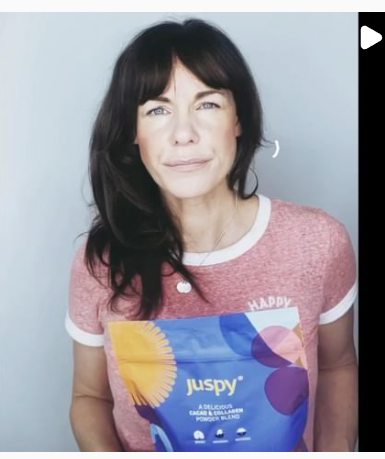 HAPPY
juspy®
A DELICIOUS
CACAO & COLLAGEN
POWDER BLEND